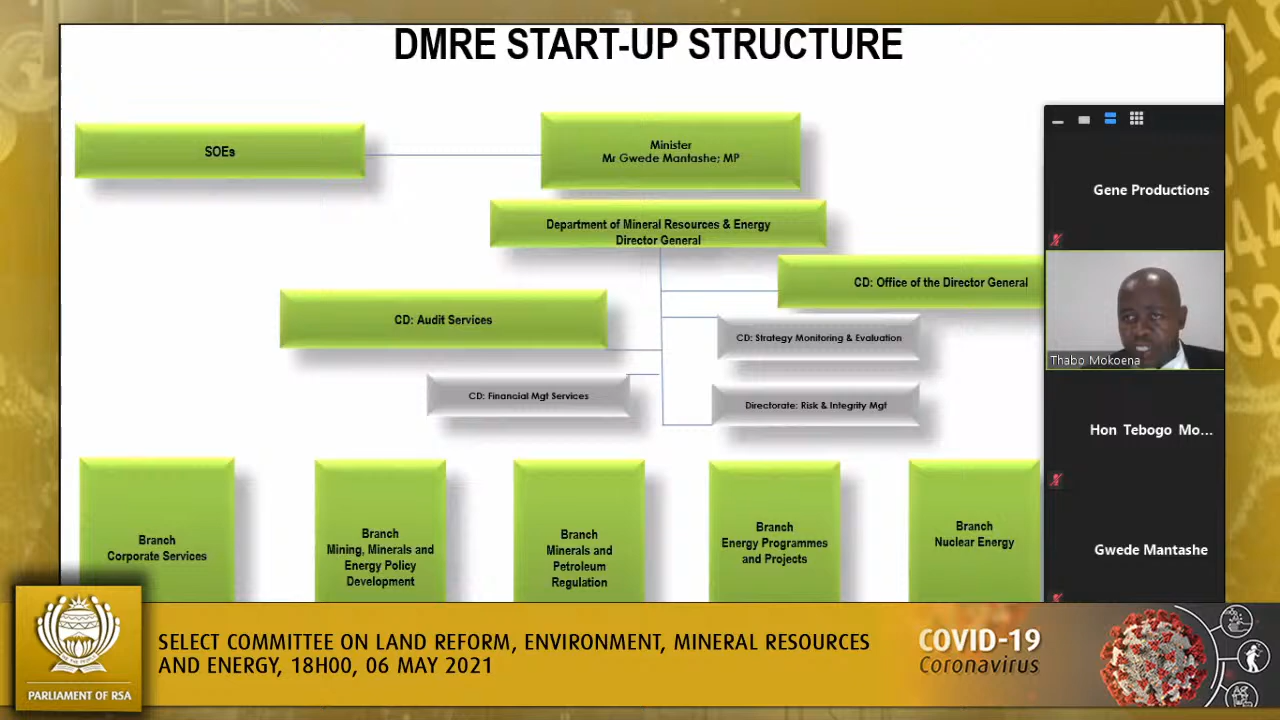 DMRE START-UP STRUCTURE
SOEs
Minister
Mr Gwede Mantashe; MP
Department of Mineral Resources & Energy
Director General
CD: Office of the Director General
CD: Audit Services
CD: Strategy Monitoring & Evaluation
CD: Financial Mgt Services
Directorate: Risk & Integrity Mgt
Branch
Corporate Services
Branch
Mining, Minerals and
Energy Policy
Development
Branch
Minerals and
Petroleum
Regulation
Branch
Energy Programmes
and Projects
Branch
Nuclear Energy
Gene Productions
Thabo Mokoena
Hon Tebogo Mo...
Gwede Mantashe
PARLIAMENT OF RSA
SELECT COMMITTEE ON LAND REFORM, ENVIRONMENT, MINERAL RESOURCES
AND ENERGY, 18H00, 06 MAY 2021
COVID-19
Coronavirus